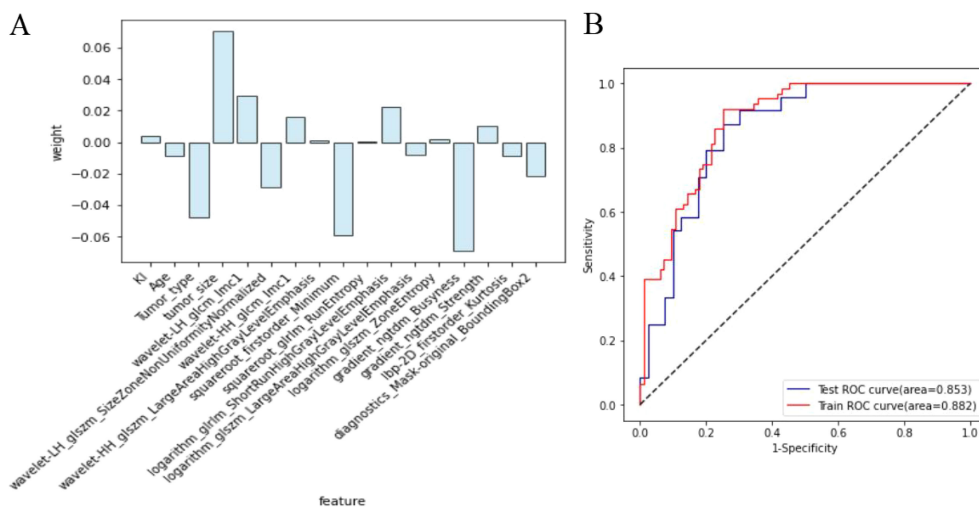 A
B
0.06
0.04
0.02
0.00
−0.02
−0.04
−0.06
weight
KI
Age
Tumor_type
tumor_size
wavelet-LH_glcm_Imc1
wavelet-LH_glszm_SizeZoneNonUniformityNormalized
wavelet-HH_glcm_Imc1
wavelet-HH_glszm_LargeAreaHighGrayLevelEmphasis
squareroot_firstorder_Minimum
squareroot_glrlm_RunEntropy
logarithm_glrlm_ShortRunHighGrayLevelEmphasis
logarithm_glszm_LargeAreaHighGrayLevelEmphasis
logarithm_glszm_ZoneEntropy
gradient_ngtdm_Busyness
gradient_ngtdm_Strength
lbp-2D_firstorder_Kurtosis
diagnostics_Mask-original_BoundingBox2
feature
1.0
0.8
0.6
0.4
0.2
0.0
Sensitivity
Test ROC curve(area=0.853)
Train ROC curve(area=0.882)
0.0 0.2 0.4 0.6 0.8 1.0
1-Specificity